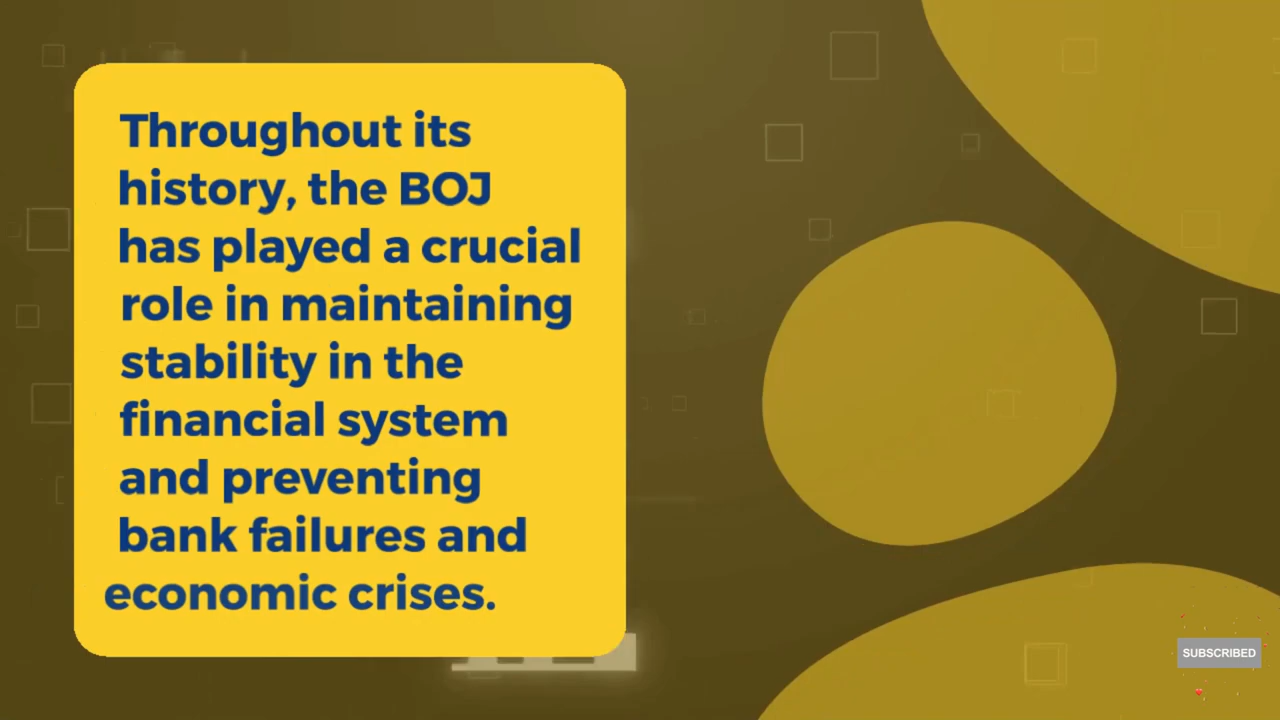 Throughout its
history, the BOJ
has played a crucial
role in maintaining
stability in the
financial system
and preventing
bank failures and
economic crises.
SUBSCRIBED